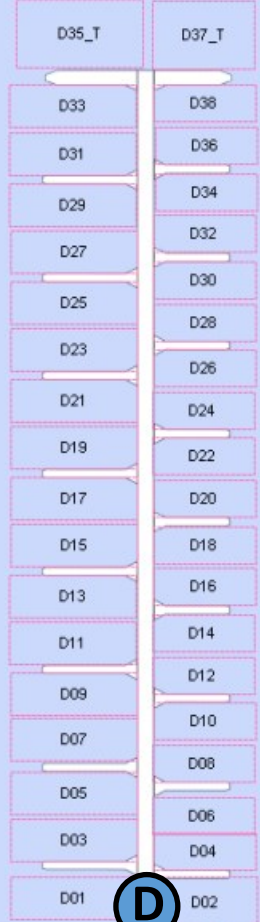 D35_T D37_T
D33 D38
D31 D36
D29 D34
D27 D32
D25 D30
D23 D28
D21 D26
D19 D24
D17 D22
D15 D20
D13 D18
D11 D16
D09 D14
D07 D12
D05 D10
D03 D08
D01 D06
D04
D D02